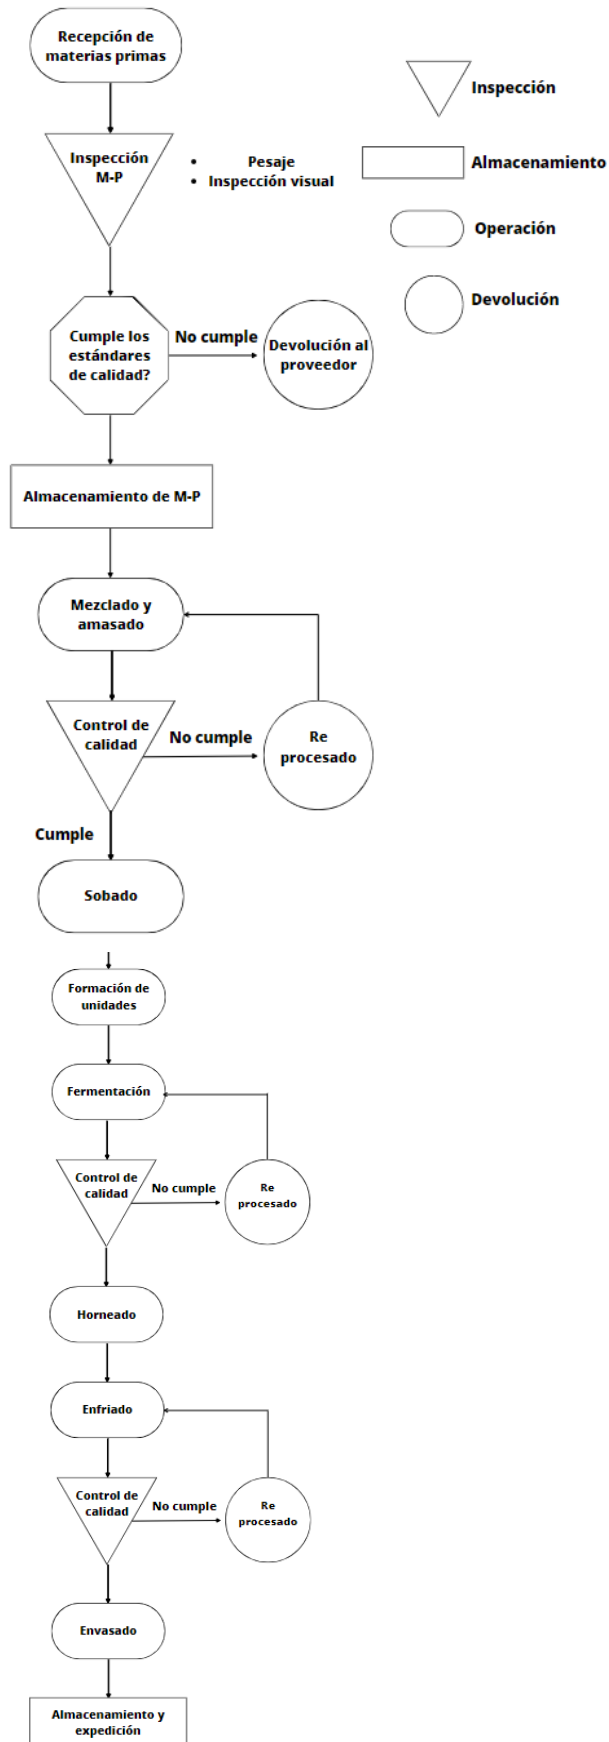 Recepción de
materias primas
Inspección
Inspección
M-P
• Pesaje
• Inspección visual
Almacenamiento
Operación
Devolución
Cumple los
estándares
de calidad?
No cumple
Devolución al
proveedor
Almacenamiento de M-P
Mezclado y
amasado
Control de
calidad
No cumple
Re
procesado
Cumple
Sobado
Formación de
unidades
Fermentación
Control de
calidad
No cumple
Re
procesado
Horneado
Enfriado
Control de
calidad
No cumple
Re
procesado
Envasado
Almacenamiento y
expedición